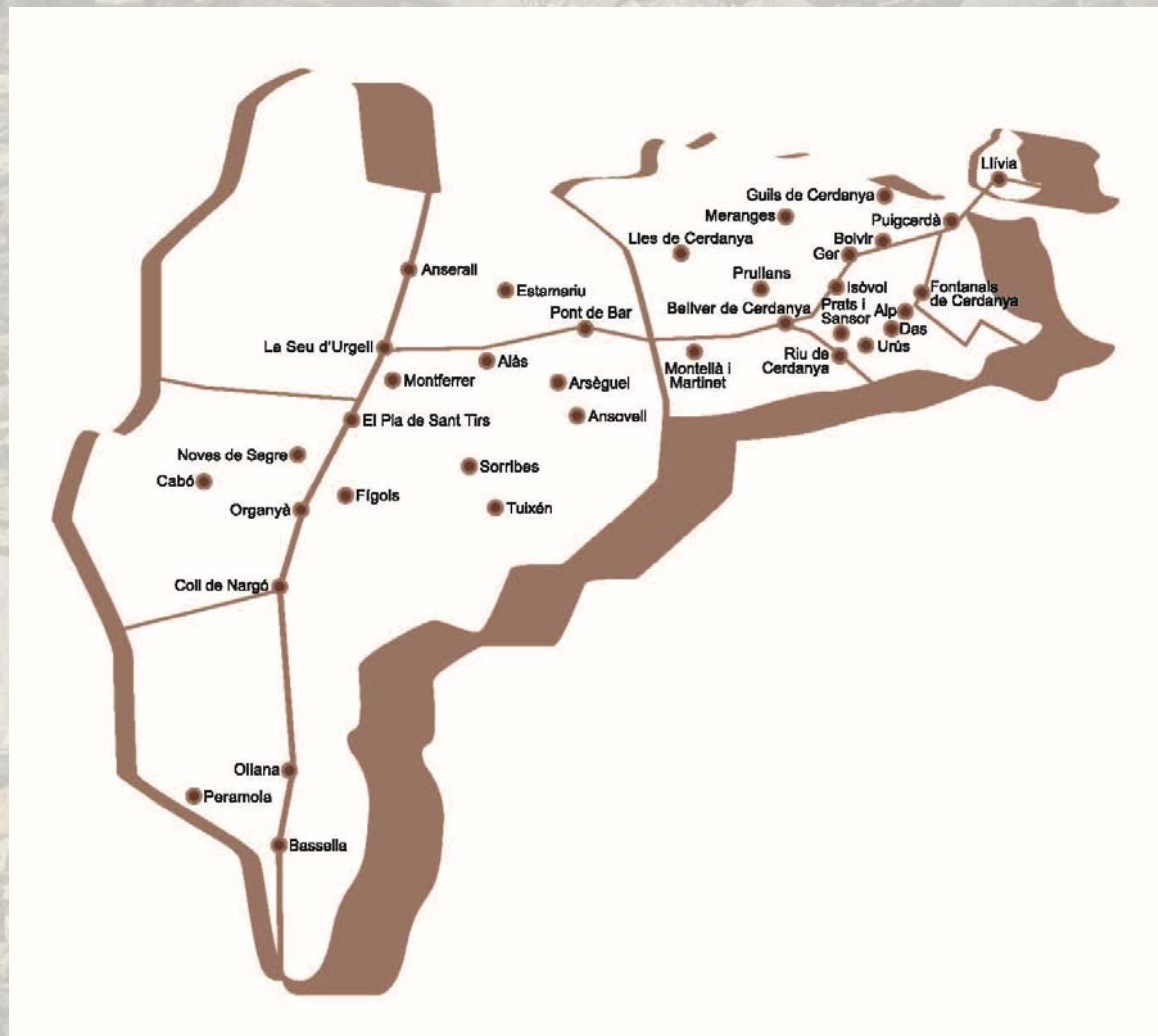 Llívia
Guils de Cerdanya
Meranges
Puigcerdà
Lles de Cerdanya
Bolvir
Ger
Anserall
Prullans
Isòvol
Estamariu
Fontanals
de Cerdanya
Pont de Bar
Bellver de Cerdanya
Prats i
Sansor
Alp
Das
La Seu d'Urgell
Urús
Alàs
Montellà i
Martinet
Riu de
Cerdanya
Montferrer
Arsèguel
El Pla de Sant Tirs
Ansovell
Noves de Segre
Sorribes
Cabó
Fígols
Organyà
Tuixén
Coll de Nargó
Oliana
Peramola
Bassella